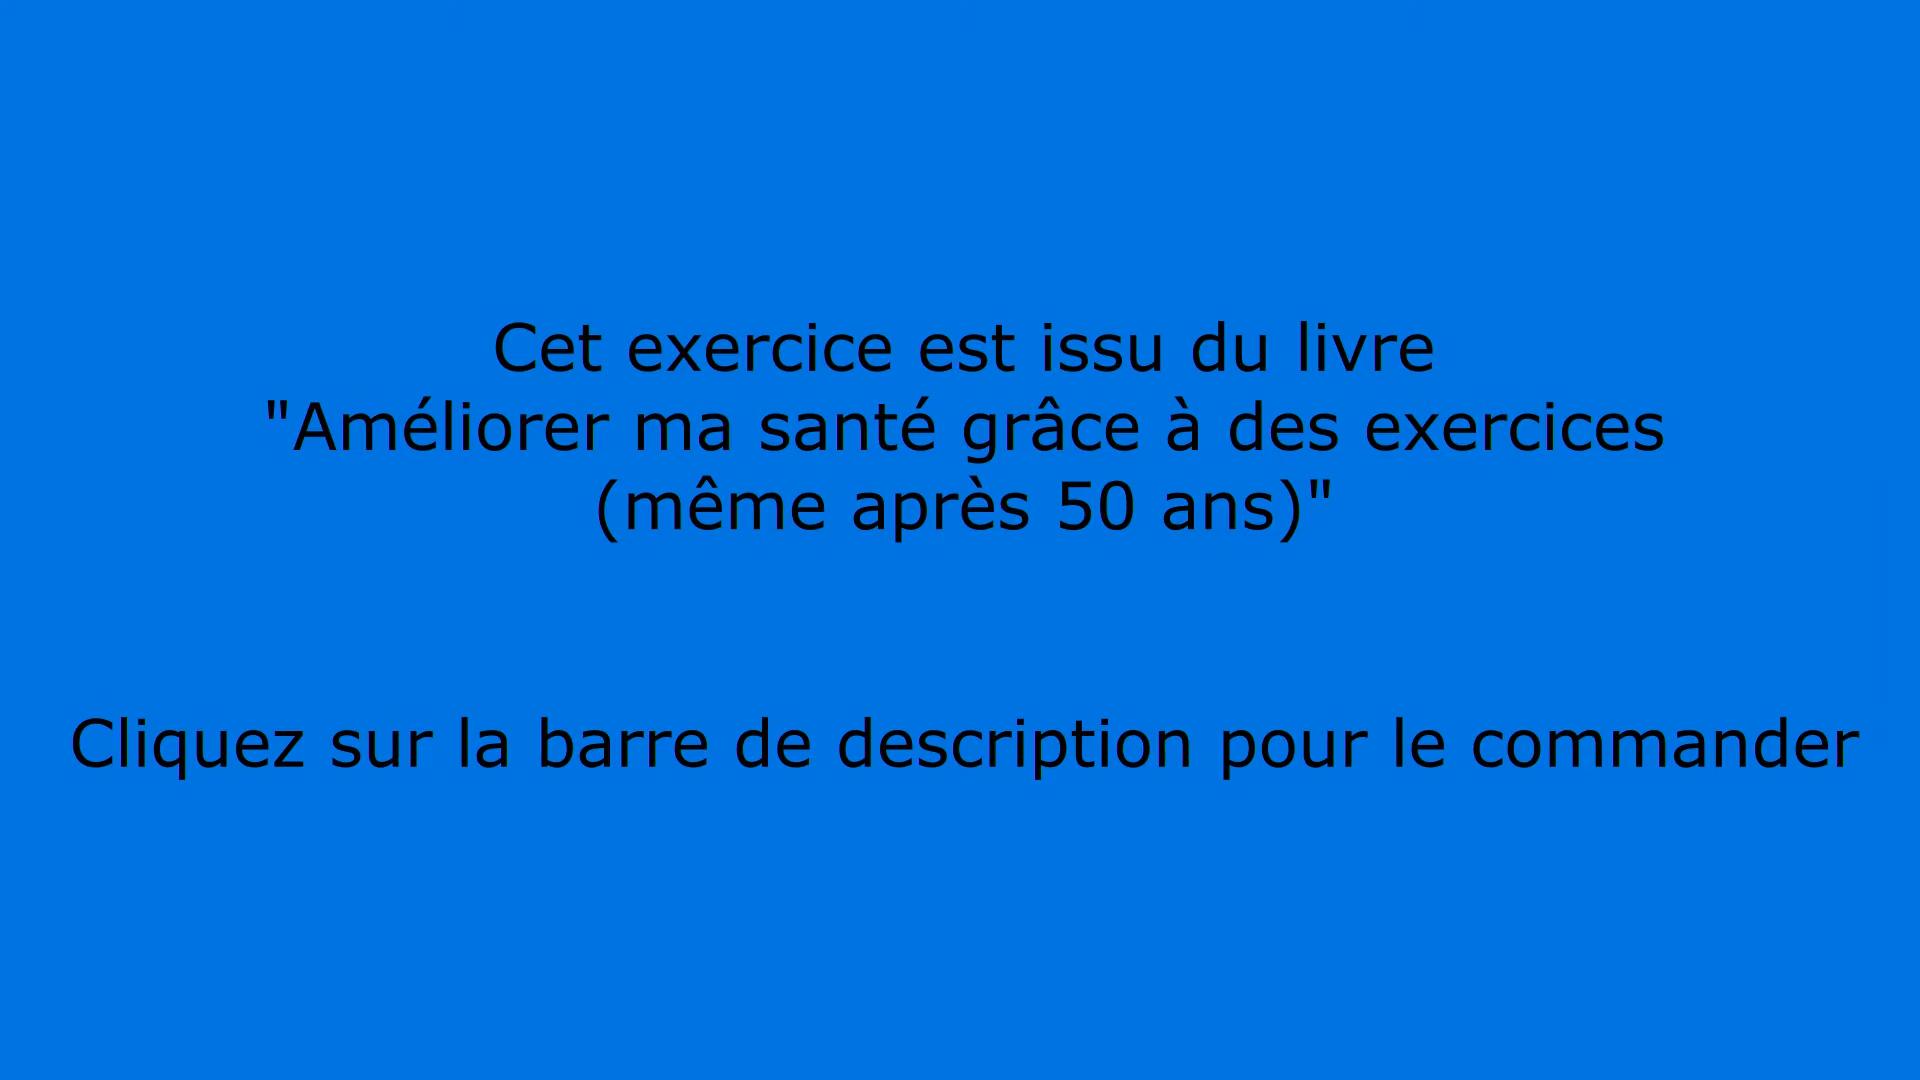 Cet exercice est issu du livre
"Améliorer ma santé grâce à des exercices
(même après 50 ans)"
Cliquez sur la barre de description pour le commander